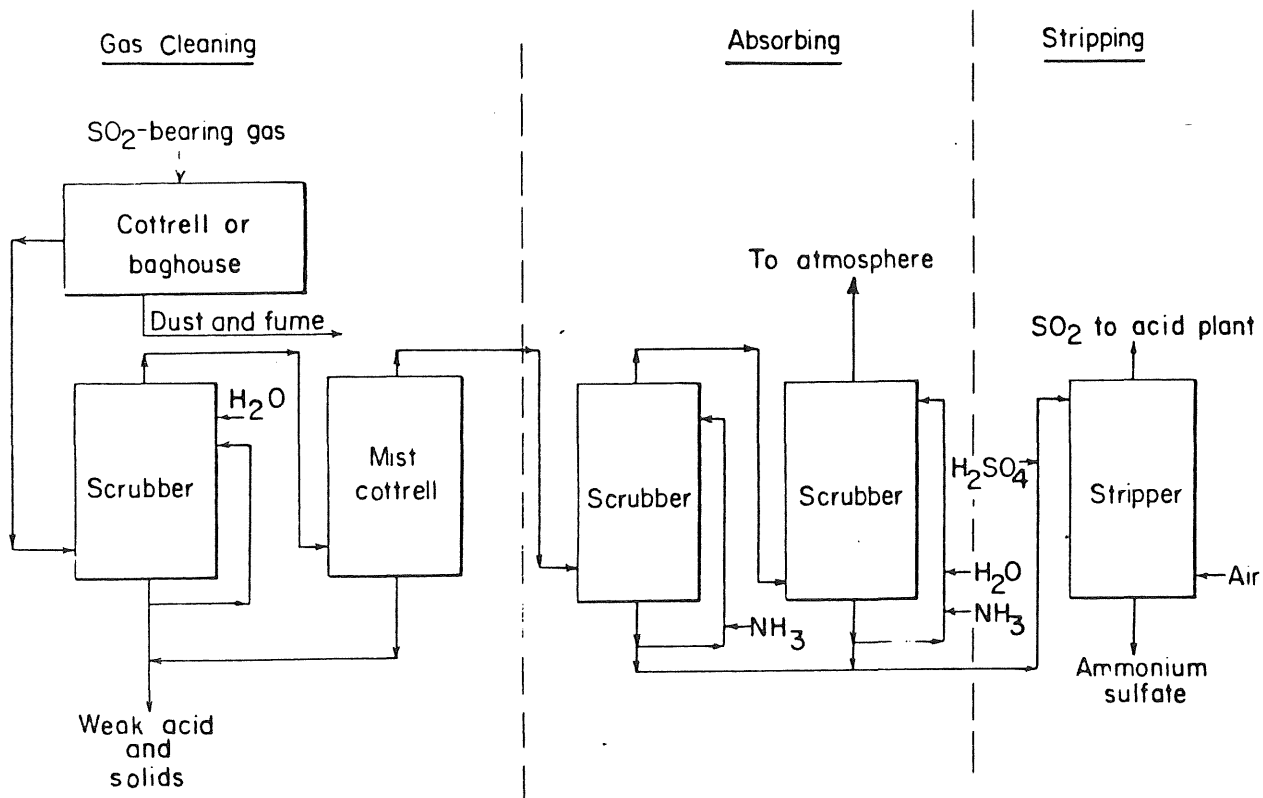 Gas Cleaning
Absorbing
Stripping
SO2-bearing gas
Cottrell or
baghouse
Dust and fume
To atmosphere
SO2 to acid plant
H2O
Scrubber
Mist
cottrell
Scrubber
Scrubber
H2SO4
Stripper
H2O
Air
NH3
NH3
Ammonium
sulfate
Weak acid
and
solids